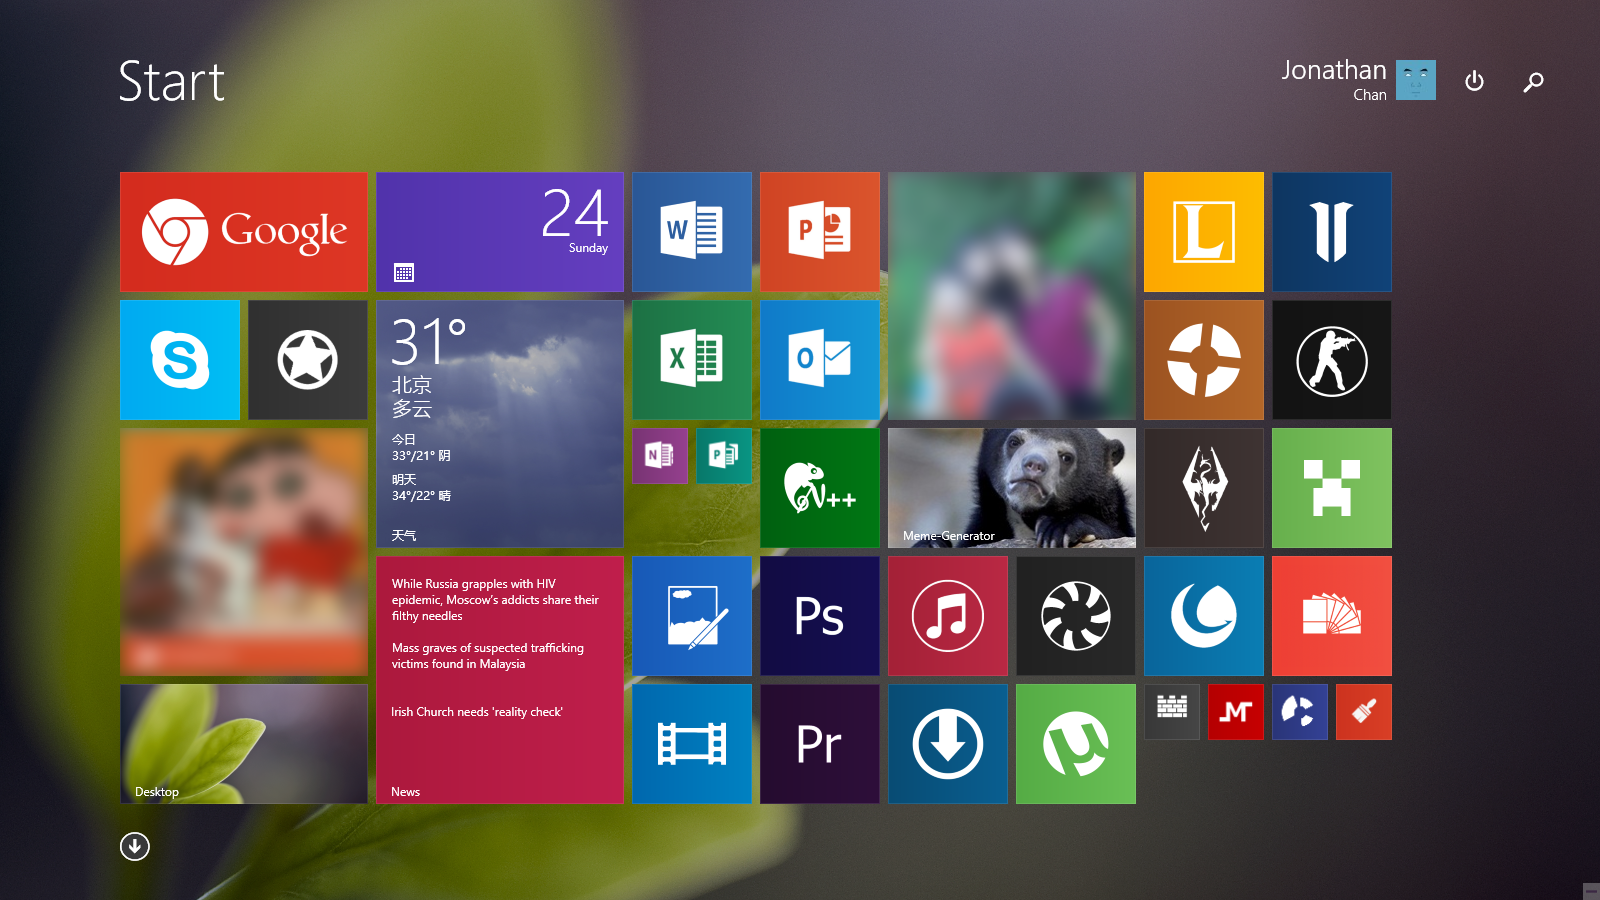 Start
Jonathan
Chan
Google
24
Sunday
W
P
L
S
31°
北京
多云
今日
33°/21° 阴
明天
34°/22° 晴
天气
X
O
N
P
V++
Meme-Generator
While Russia grapples with HIV
epidemic, Moscow's addicts share their
filthy needles
Mass graves of suspected trafficking
victims found in Malaysia
Irish Church needs 'reality check'
News
Ps
Pr
µ
M
Desktop